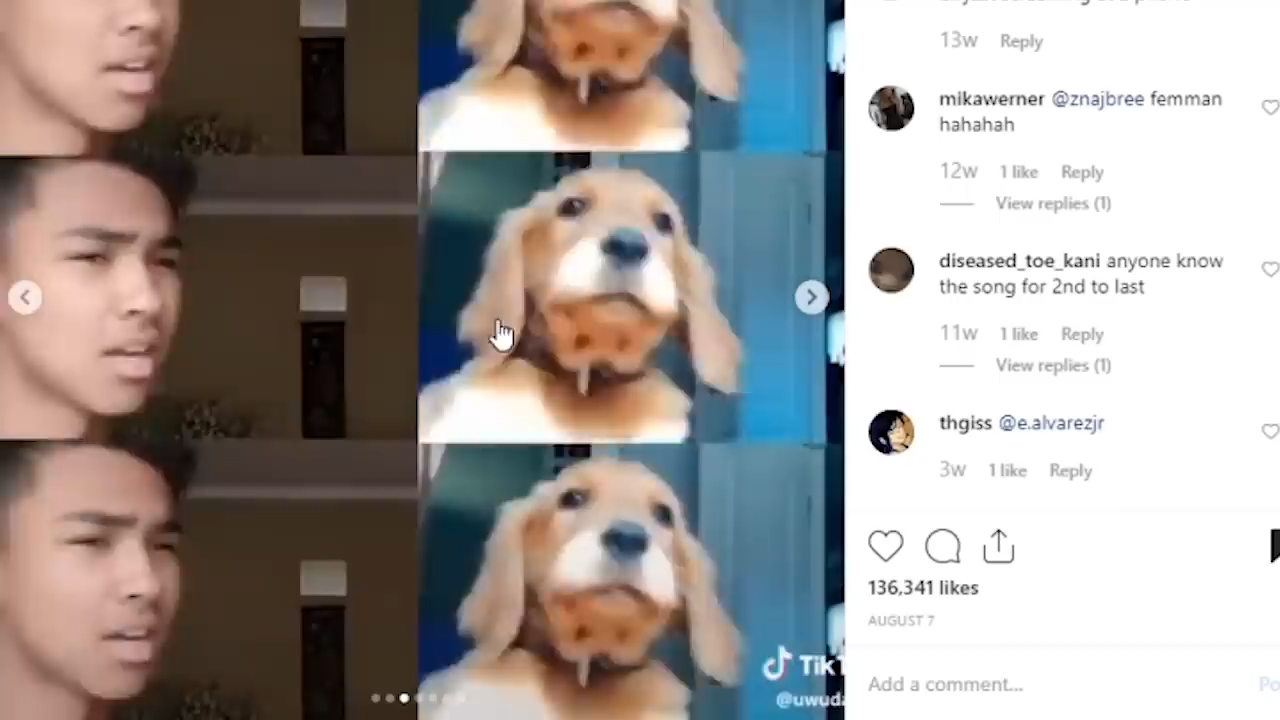 13w Reply
mikawerner @znajbree femman
hahahah
12w 1 like Reply
View replies (1)
diseased_toe_kani anyone know
the song for 2nd to last
11w 1 like Reply
View replies (1)
thgiss @e.alvarezjr
3w 1 like Reply
136,341 likes
AUGUST 7
Add a comment...